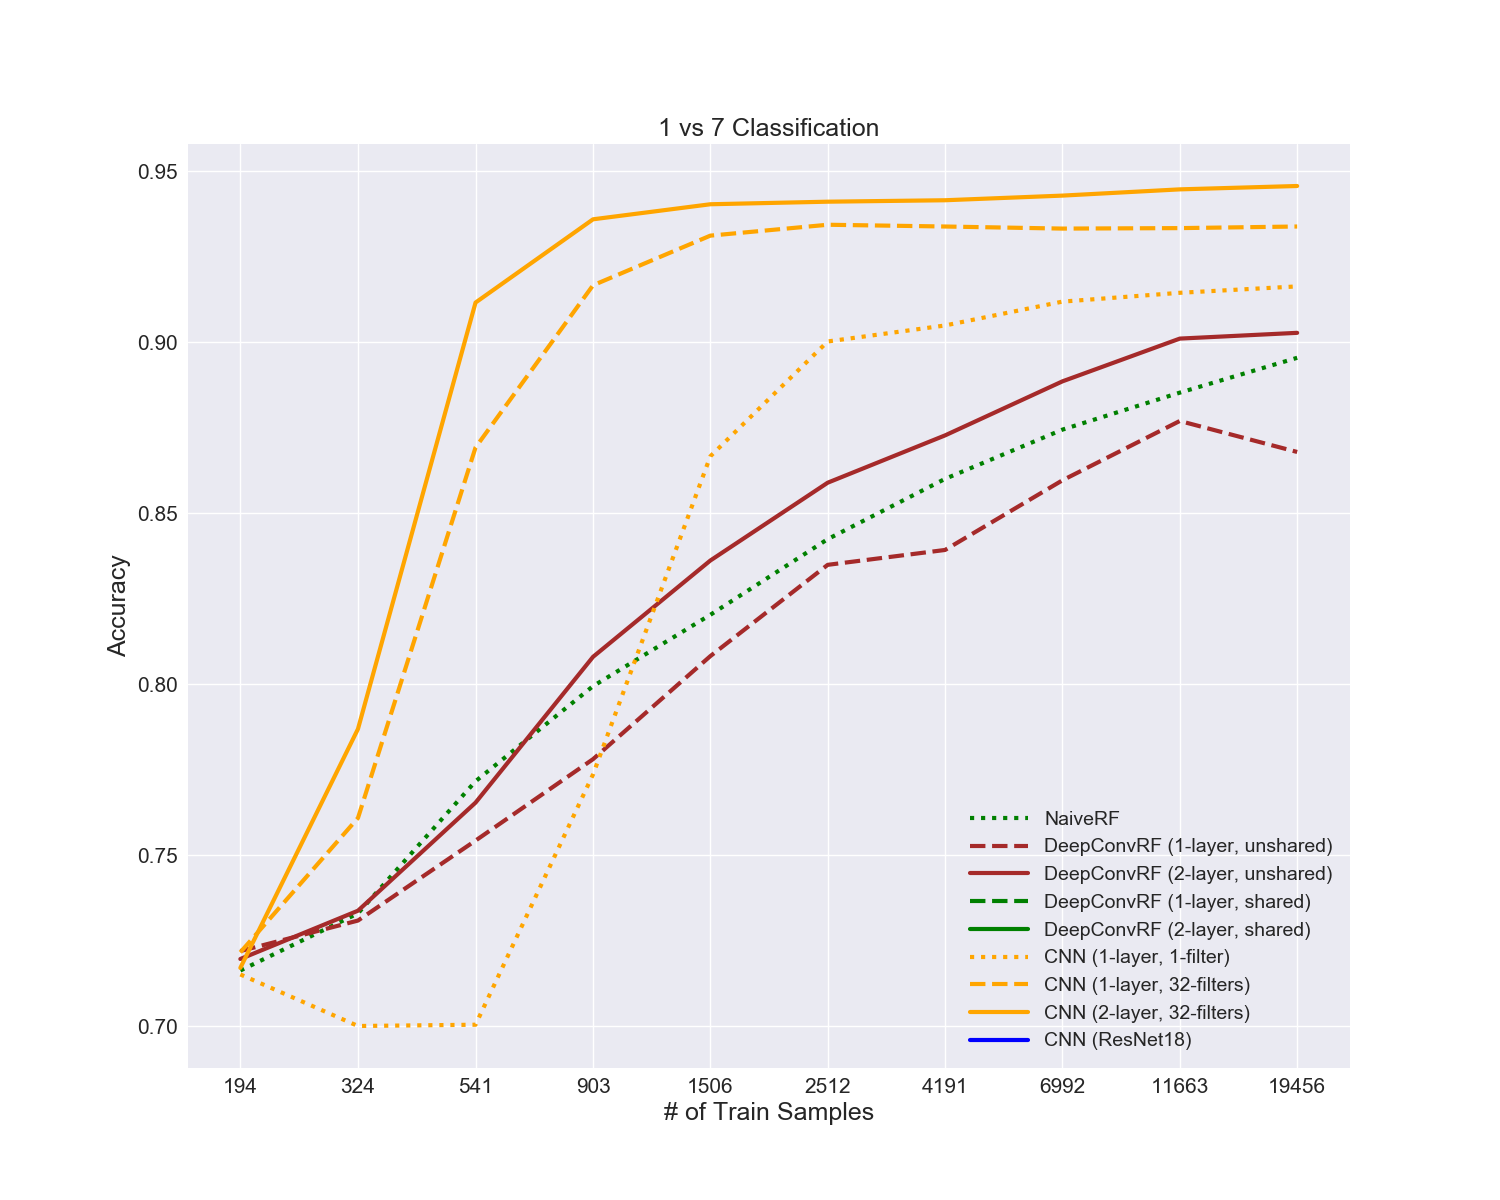 1 vs 7 Classification
0.95
0.90
0.85
0.80
0.75
0.70
Accuracy
NaiveRF
DeepConvRF (1-layer, unshared)
DeepConvRF (2-layer, unshared)
DeepConvRF (1-layer, shared)
DeepConvRF (2-layer, shared)
CNN (1-layer, 1-filter)
CNN (1-layer, 32-filters)
CNN (2-layer, 32-filters)
CNN (ResNet18)
194 324 541 903 1506 2512 4191 6992 11663 19456
# of Train Samples